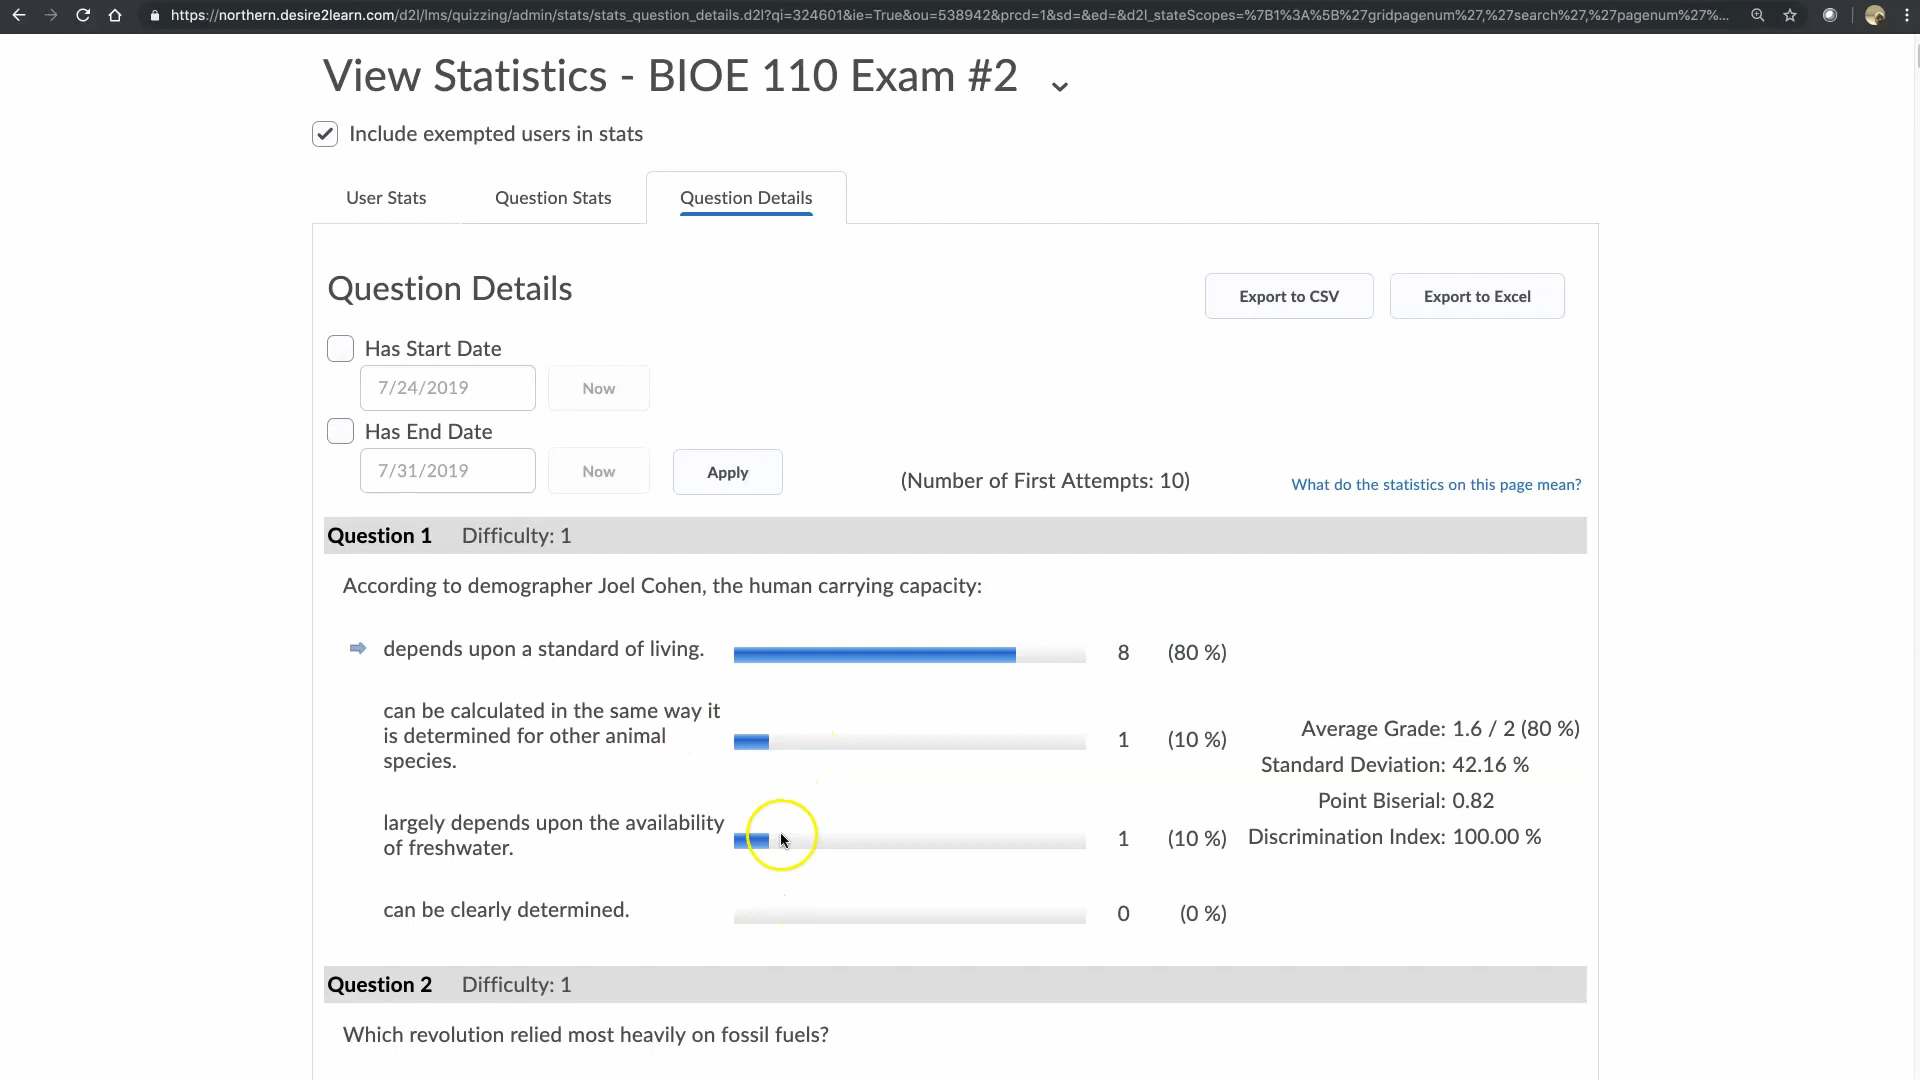 https://northern.desire2learn.com/d2l/lms/quizzing/admin/stats/stats_question_details.d2l?qi=324601&ie=True&ou=538942&prcd=1&sd=&ed=&d2l_stateScopes=%7B1%3A%5B%27gridpagenum%27,%27search%27,%27pagenum%27%...
View Statistics - BIOE 110 Exam #2
Include exempted users in stats
User Stats Question Stats Question Details
Question Details
Export to CSV Export to Excel
Has Start Date
7/24/2019 Now
Has End Date
7/31/2019 Now Apply
(Number of First Attempts: 10)
What do the statistics on this page mean?
Question 1 Difficulty: 1
According to demographer Joel Cohen, the human carrying capacity:
depends upon a standard of living. 8 (80 %)
can be calculated in the same way it
is determined for other animal
species.
1 (10 %)
largely depends upon the availability
of freshwater.
1 (10 %)
can be clearly determined. 0 (0 %)
Average Grade: 1.6 / 2 (80 %)
Standard Deviation: 42.16 %
Point Biserial: 0.82
Discrimination Index: 100.00 %
Question 2 Difficulty: 1
Which revolution relied most heavily on fossil fuels?